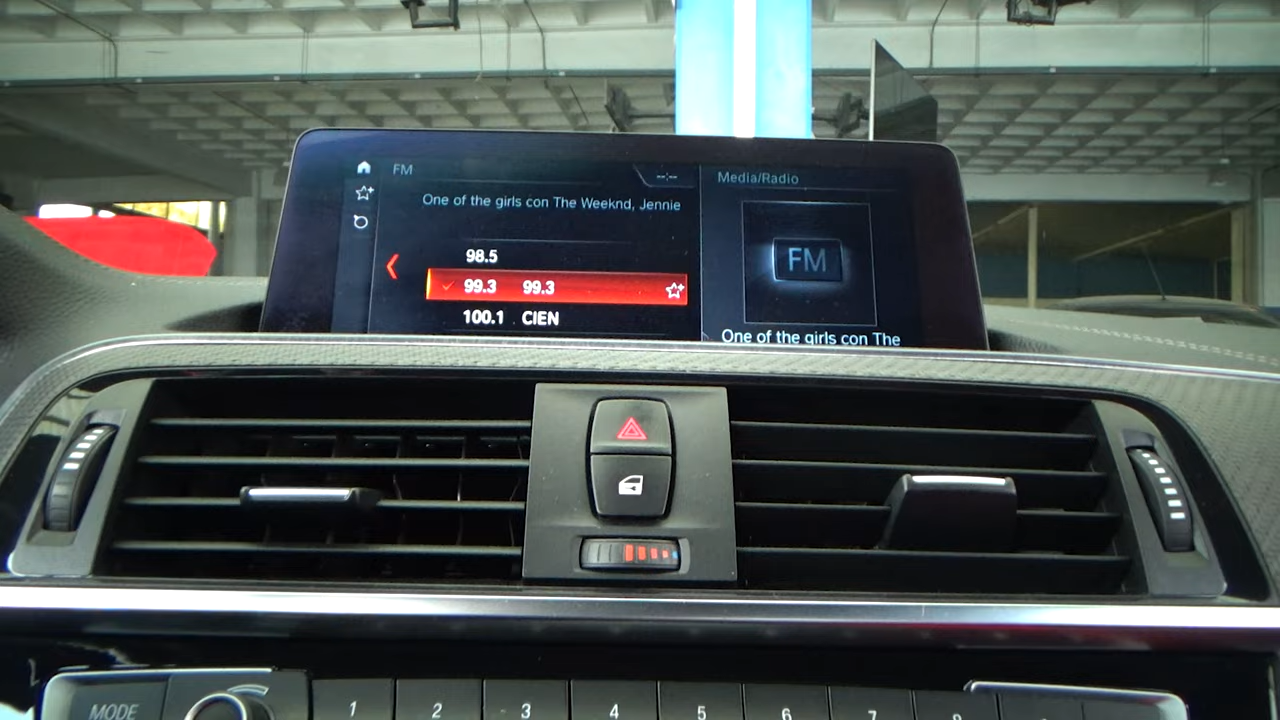 FM
--:--
Media/Radio
One of the girls con The Weeknd, Jennie
FM
98.5
99.3 99.3
100.1 CIEN
One of the girls con The
MODE
1 2 3 4 5 6 7 8